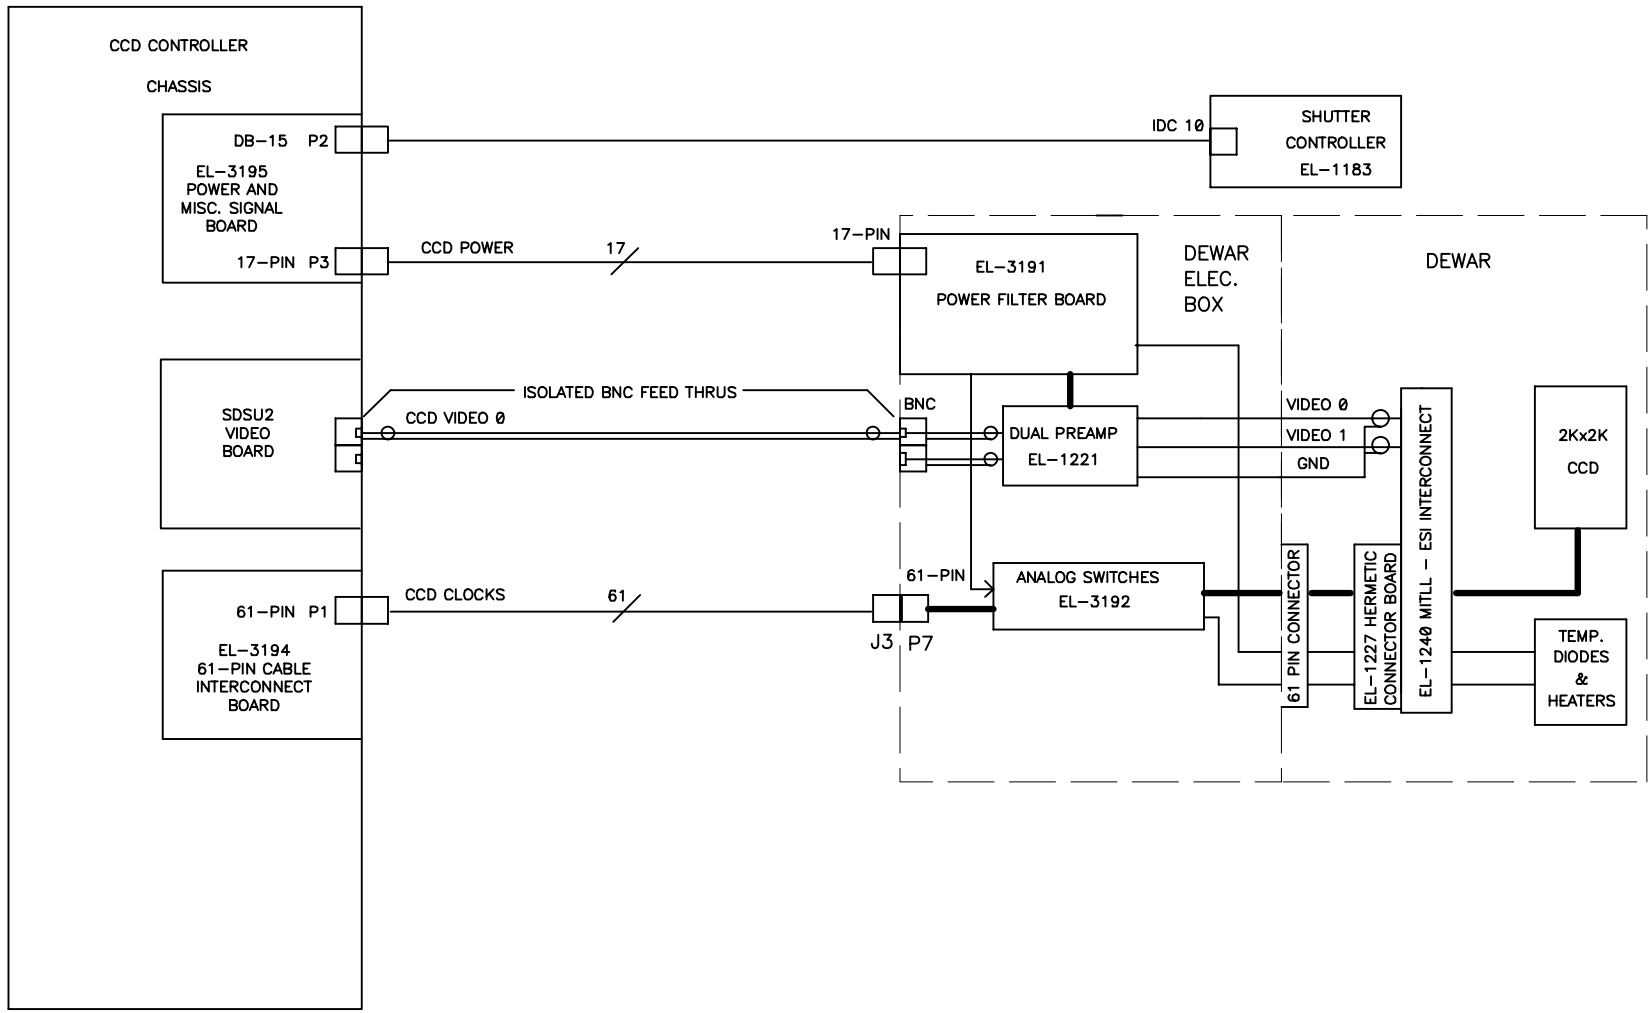 CCD CONTROLLER
CHASSIS
DB-15 P2
EL-3195
POWER AND
MISC. SIGNAL
BOARD
17-PIN P3
SDSU2
VIDEO
BOARD
61-PIN P1
EL-3194
61-PIN CABLE
INTERCONNECT
BOARD
IDC 10
SHUTTER
CONTROLLER
EL-1183
CCD POWER
17
17-PIN
EL-3191
POWER FILTER BOARD
DEWAR
ELEC.
BOX
DEWAR
ISOLATED BNC FEED THRUS
CCD VIDEO 0
BNC
DUAL PREAMP
EL-1221
VIDEO 0
VIDEO 1
GND
2Kx2K
CCD
CCD CLOCKS
61
61-PIN
J3
P7
ANALOG SWITCHES
EL-3192
61 PIN CONNECTOR
EL-1227 HERMETIC
CONNECTOR BOARD
EL-1240 MITLL - ESI INTERCONNECT
TEMP.
DIODES
&
HEATERS